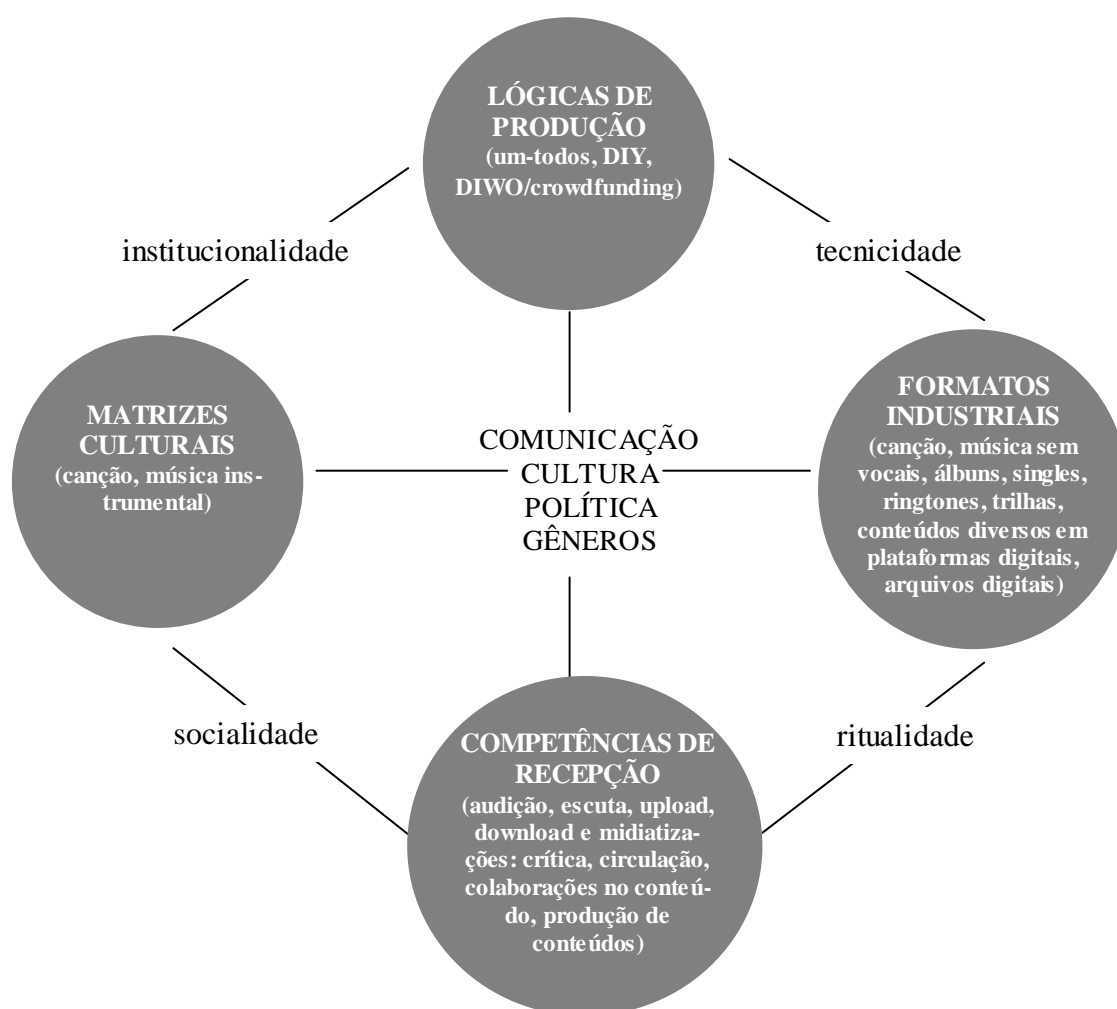 LÓGICAS DE
PRODUÇÃO
(um-todos, DIY,
DIWO/crowdfunding)
institucionalidade
tecnicidade
MATRIZES
CULTURAIS
(canção, música ins-
trumental)
COMUNICAÇÃO
CULTURA
POLÍTICA
GÊNEROS
FORMATOS
INDUSTRIAIS
(canção, música sem
vocais, álbuns, singles,
ringtones, trilhas,
conteúdos diversos em
plataformas digitais,
arquivos digitais)
socialidade
ritualidade
COMPETÊNCIAS DE
RECEPÇÃO
(audição, escuta, upload,
download e midiatiza-
ções: crítica, circulação,
colaborações no conteú-
do, produção de
conteúdos)